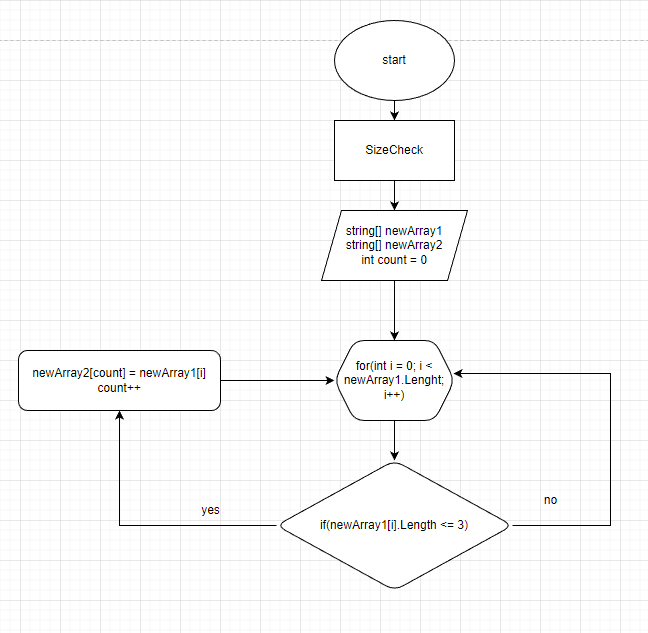 start
SizeCheck
string[] newArray1
string[] newArray2
int count = 0
for(int i = 0; i <
newArray1.Lenght;
i++)
newArray2[count] = newArray1[i]
count++
yes
no
if(newArray1[i].Length <= 3)